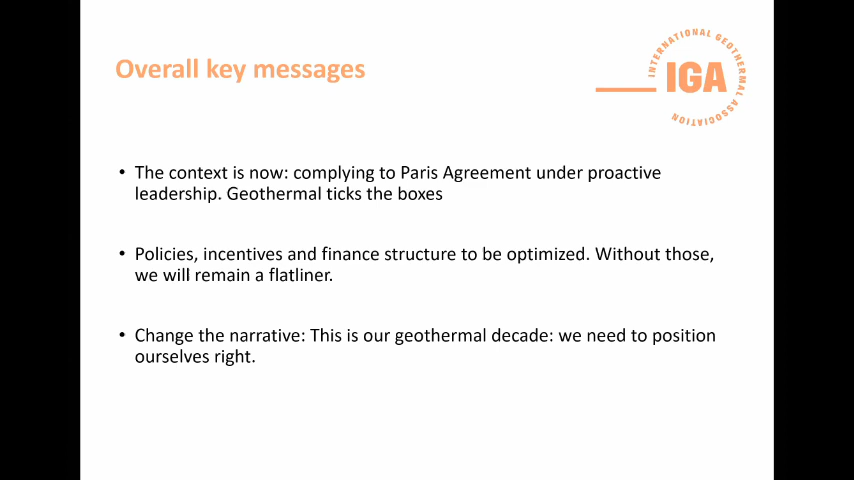 Overall key messages
INTERNATIONAL GEOTHERMAL ASSOCIATION
IGA
• The context is now: complying to Paris Agreement under proactive
leadership. Geothermal ticks the boxes
• Policies, incentives and finance structure to be optimized. Without those,
we will remain a flatliner.
• Change the narrative: This is our geothermal decade: we need to position
ourselves right.